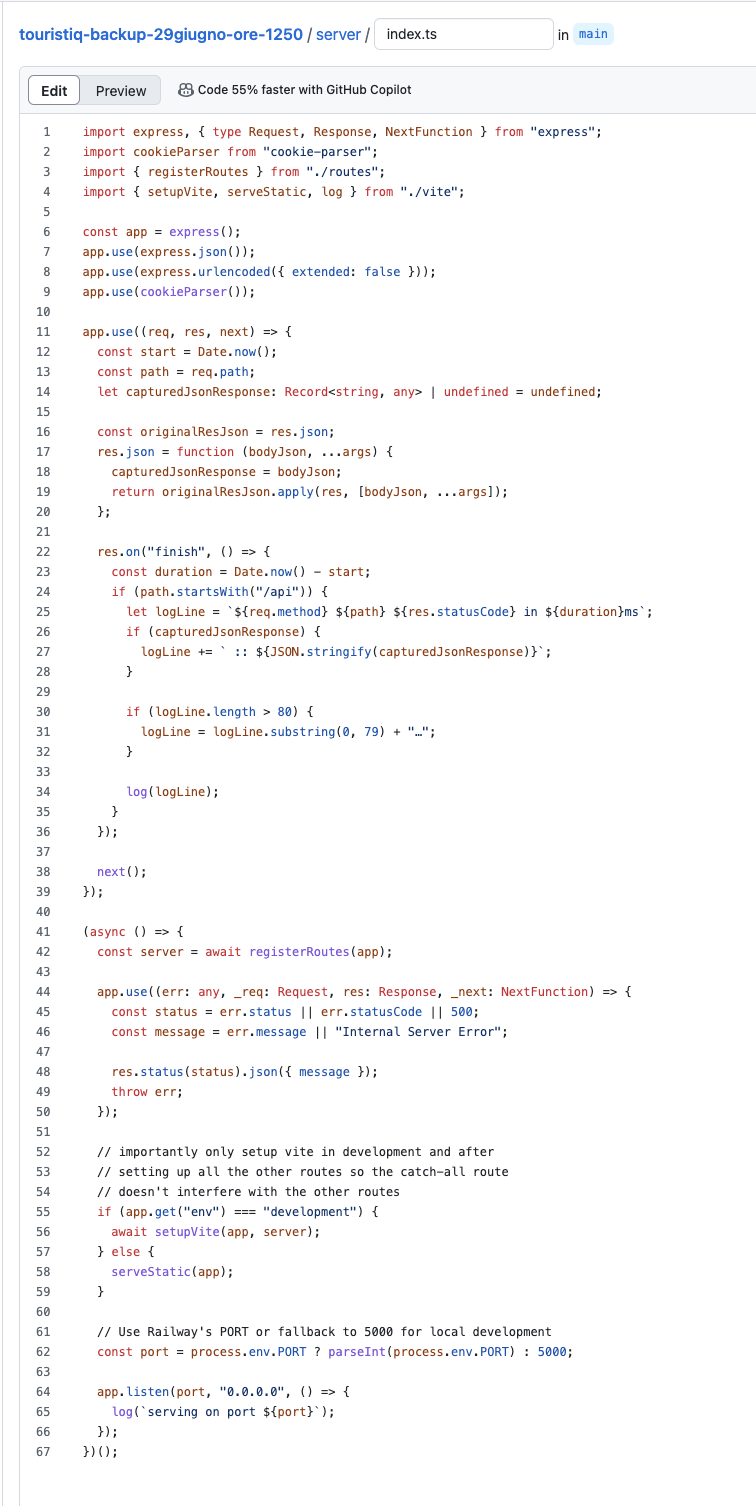 touristiq-backup-29giugno-ore-1250 / server / index.ts in main
Edit Preview Code 55% faster with GitHub Copilot
1 import express, { type Request, Response, NextFunction } from "express";
2 import cookieParser from "cookie-parser";
3 import { registerRoutes } from "./routes";
4 import { setupVite, serveStatic, log } from "./vite";
5
6 const app = express();
7 app.use(express.json());
8 app.use(express.urlencoded({ extended: false }));
9 app.use(cookieParser());
10
11 app.use((req, res, next) => {
12   const start = Date.now();
13   const path = req.path;
14   let capturedJsonResponse: Record<string, any> | undefined = undefined;
15
16   const originalResJson = res.json;
17   res.json = function (bodyJson, ...args) {
18     capturedJsonResponse = bodyJson;
19     return originalResJson.apply(res, [bodyJson, ...args]);
20   };
21
22   res.on("finish", () => {
23     const duration = Date.now() - start;
24     if (path.startsWith("/api")) {
25       let logLine = `${req.method} ${path} ${res.statusCode} in ${duration}ms`;
26       if (capturedJsonResponse) {
27         logLine += ` :: ${JSON.stringify(capturedJsonResponse)}`;
28       }
29
30       if (logLine.length > 80) {
31         logLine = logLine.substring(0, 79) + "…";
32       }
33
34       log(logLine);
35     }
36   });
37
38   next();
39 });
40
41 (async () => {
42   const server = await registerRoutes(app);
43
44   app.use((err: any, _req: Request, res: Response, _next: NextFunction) => {
45     const status = err.status || err.statusCode || 500;
46     const message = err.message || "Internal Server Error";
47
48     res.status(status).json({ message });
49     throw err;
50   });
51
52   // importantly only setup vite in development and after
53   // setting up all the other routes so the catch-all route
54   // doesn't interfere with the other routes
55   if (app.get("env") === "development") {
56     await setupVite(app, server);
57   } else {
58     serveStatic(app);
59   }
60
61   // Use Railway's PORT or fallback to 5000 for local development
62   const port = process.env.PORT ? parseInt(process.env.PORT) : 5000;
63
64   app.listen(port, "0.0.0.0", () => {
65     log(`serving on port ${port}`);
66   });
67 })();